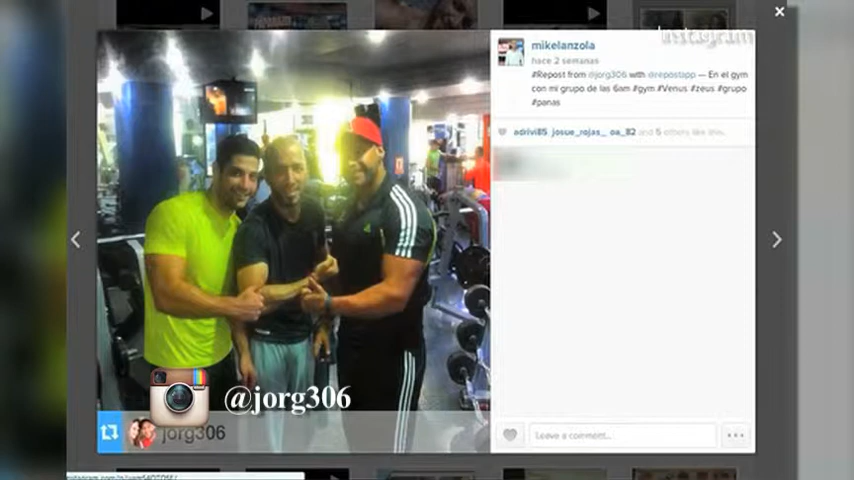 Instagram
mikelanzola
hace 2 semanas
#Repost from @jorg306 with @repostapp — En el gym
con mi grupo de las 6am #gym #Venus #zeus #grupo
#panas
adrivi85 josue_rojas_ oa_82 and 5 others like this.
@jorg306
jorg306
Leave a comment...